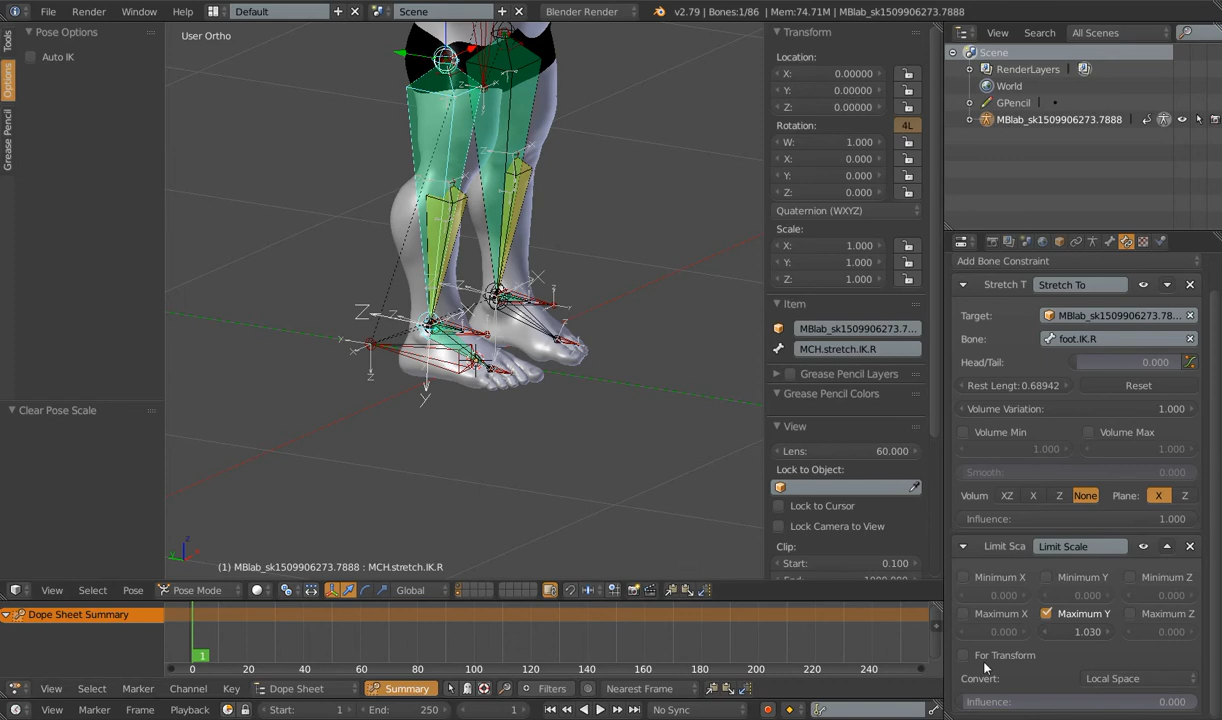 File Render Window Help Default Scene Blender Render v2.79 | Bones:1/86 | Mem:74.71M | MBlab_sk1509906273.7888
Tools
Options
Grease Pencil
Pose Options
Auto IK
Clear Pose Scale
User Ortho
Z
X
Y
(1) MBlab_sk1509906273.7888 : MCH.stretch.IK.R
View Select Pose Pose Mode Global
Transform
Location:
X: 0.00000
Y: 0.00000
Z: 0.00000
Rotation: 4L
W: 1.000
X: 0.000
Y: 0.000
Z: 0.000
Quaternion (WXYZ)
Scale:
X: 1.000
Y: 1.000
Z: 1.000
Item
MBlab_sk1509906273.7...
MCH.stretch.IK.R
Grease Pencil Layers
Grease Pencil Colors
View
Lens: 60.000
Lock to Object:
Lock to Cursor
Lock Camera to View
Clip:
Start: 0.100
View Search All Scenes
Scene
RenderLayers
World
GPencil
MBlab_sk1509906273.7888
Add Bone Constraint
Stretch T Stretch To
Target: MBlab_sk1509906273.78...
Bone: foot.IK.R
Head/Tail: 0.000
Rest Length: 0.68942 Reset
Volume Variation: 1.000
Volume Min Volume Max
1.000 1.000
Smooth: 0.000
Volum XZ X Z None Plane: X Z
Influence: 1.000
Limit Sca Limit Scale
Minimum X Minimum Y Minimum Z
0.000 0.000 0.000
Maximum X Maximum Y Maximum Z
0.000 1.030 0.000
For Transform
Convert: Local Space
Influence: 0.000
Dope Sheet Summary
1
0 20 40 60 80 100 120 140 160 180 200 220 240
View Select Marker Channel Key Dope Sheet Summary Filters Nearest Frame
View Marker Frame Playback Start: 1 End: 250 1 No Sync